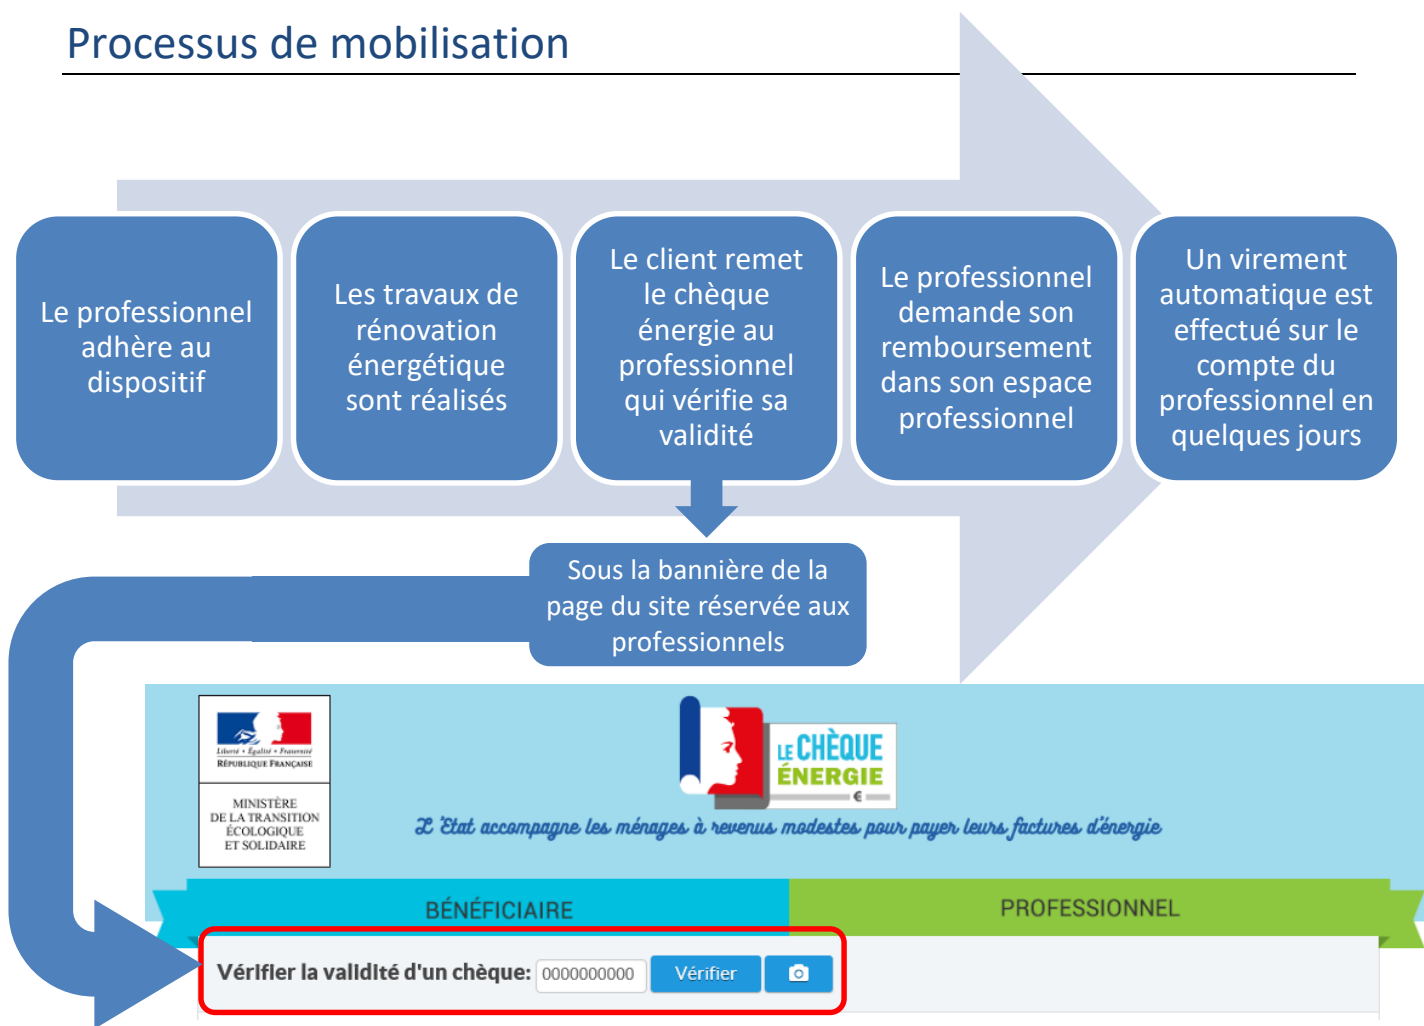 Processus de mobilisation
Le professionnel
adhère au
dispositif
Les travaux de
rénovation
énergétique
sont réalisés
Le client remet
le chèque
énergie au
professionnel
qui vérifie sa
validité
Le professionnel
demande son
remboursement
dans son espace
professionnel
Un virement
automatique est
effectué sur le
compte du
professionnel en
quelques jours
Sous la bannière de la
page du site réservée aux
professionnels
Liberté • Égalité • Fraternité
RÉPUBLIQUE FRANÇAISE
MINISTÈRE
DE LA TRANSITION
ÉCOLOGIQUE
ET SOLIDAIRE
LE CHÈQUE
ÉNERGIE
€
L'Etat accompagne les ménages à revenus modestes pour payer leurs factures d'énergie
BÉNÉFICIAIRE
PROFESSIONNEL
Vérifier la validité d'un chèque: 0000000000 Vérifier